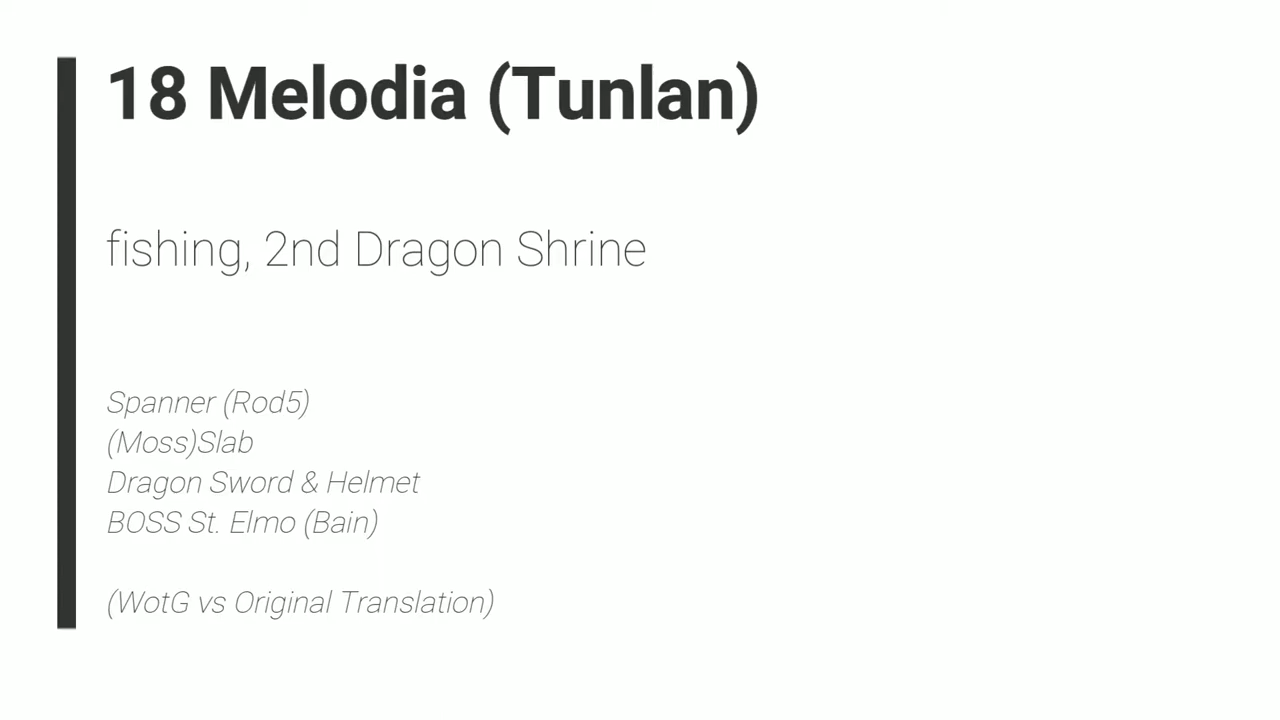 18 Melodia (Tunlan)
fishing, 2nd Dragon Shrine
Spanner (Rod5)
(Moss)Slab
Dragon Sword & Helmet
BOSS St. Elmo (Bain)
(WotG vs Original Translation)